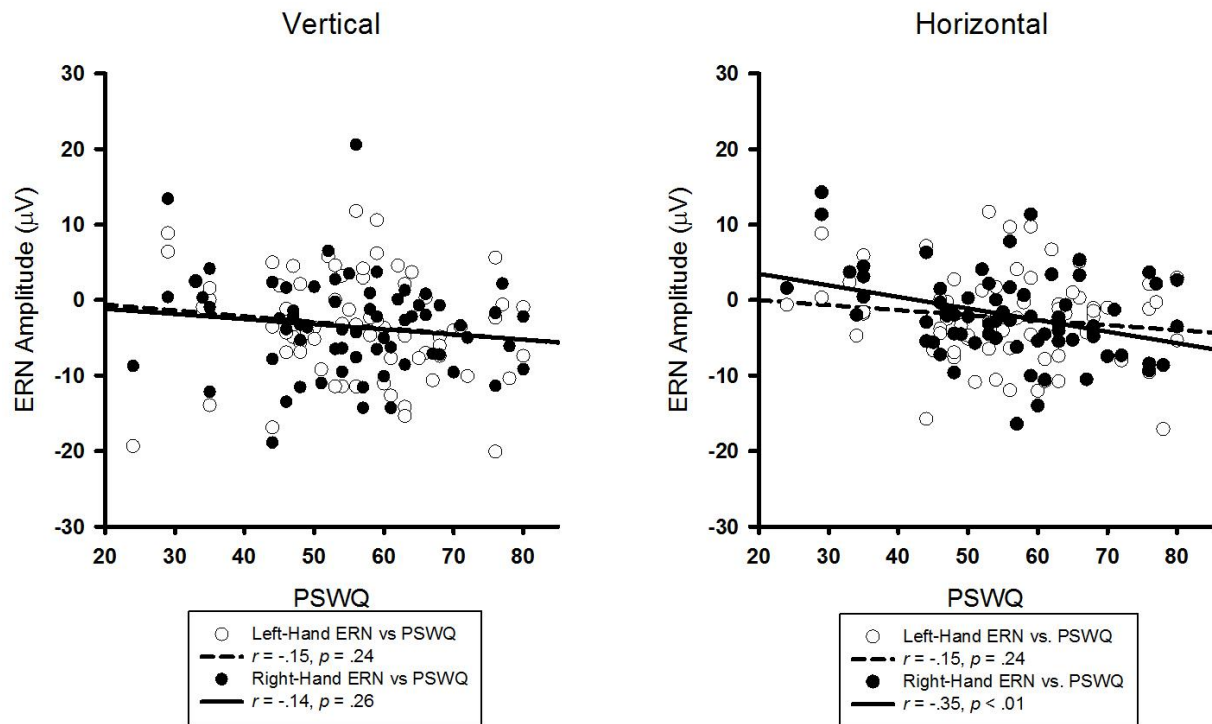 Vertical
30
20
10
0
-10
-20
-30
ERN Amplitude (μV)
20 30 40 50 60 70 80
PSWQ
Left-Hand ERN vs PSWQ
r = -.15, p = .24
Right-Hand ERN vs PSWQ
r = -.14, p = .26
Horizontal
30
20
10
0
-10
-20
-30
ERN Amplitude (μV)
20 30 40 50 60 70 80
PSWQ
Left-Hand ERN vs. PSWQ
r = -.15, p = .24
Right-Hand ERN vs. PSWQ
r = -.35, p < .01